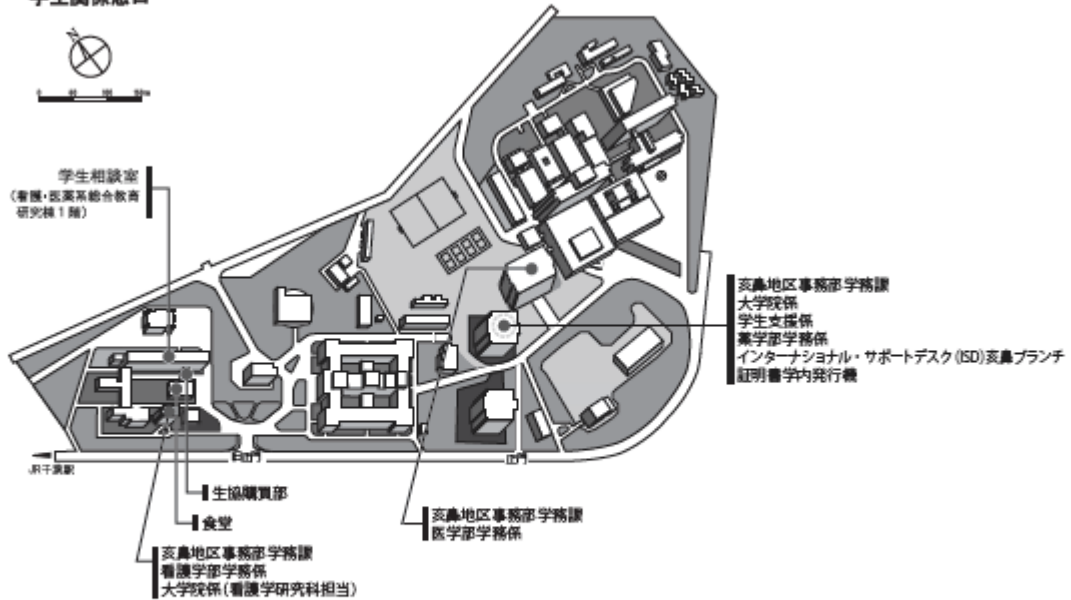 学生関係窓口
N
学生相談室
(看護・医薬系総合教育
研究棟1階)
亥鼻地区事務部学務課
大学院係
学生支援係
薬学部学務係
インターナショナル・サポートデスク(ISD)亥鼻ブランチ
証明書学内発行機
JR千葉駅
正門
生協購買部
食堂
亥鼻地区事務部学務課
医学部学務係
亥鼻地区事務部学務課
看護学部学務係
大学院係(看護学研究科担当)